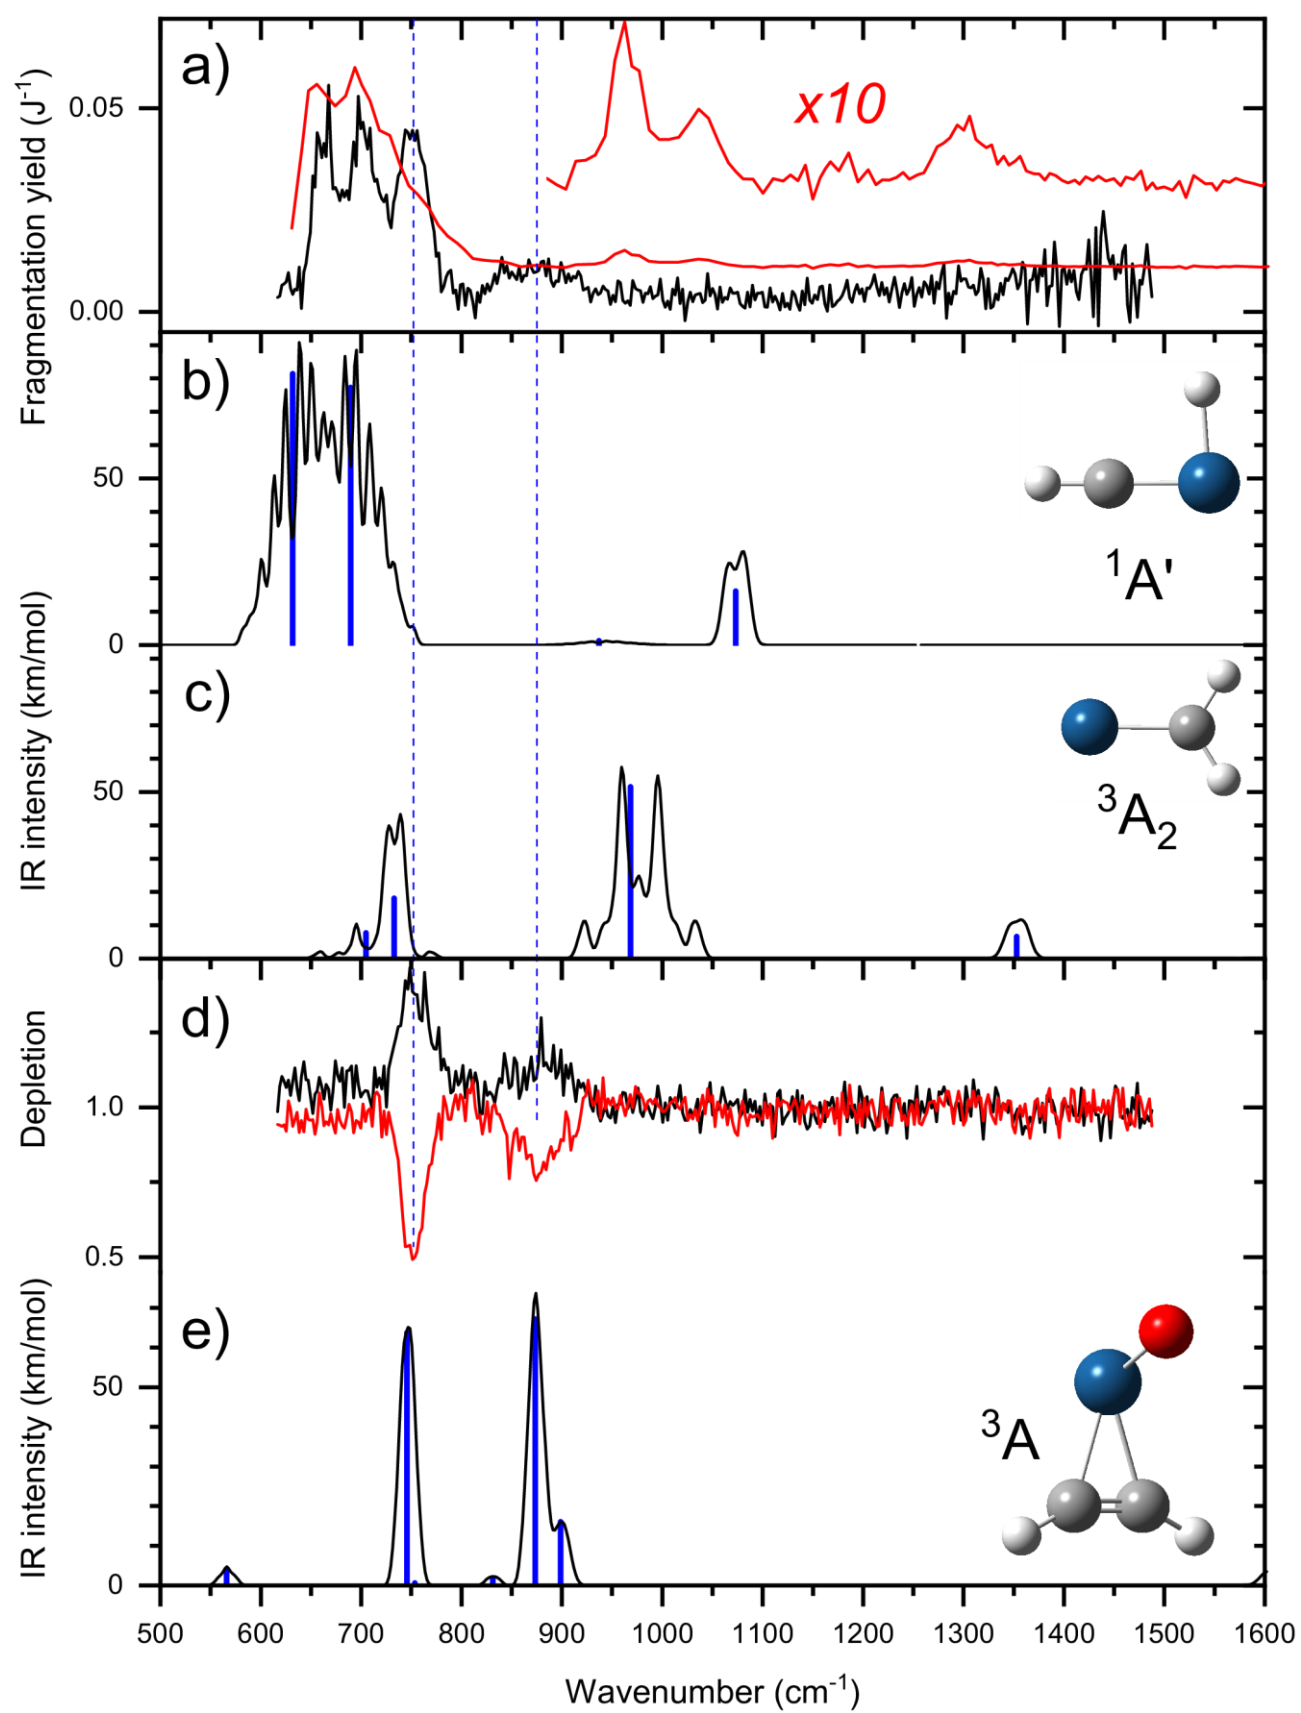 a)
x10
Fragmentation yield (J⁻¹)
0.05
0.00
b)
50
0
¹A'
IR intensity (km/mol)
c)
50
0
³A₂
Depletion
d)
1.0
0.5
IR intensity (km/mol)
e)
50
0
³A
500 600 700 800 900 1000 1100 1200 1300 1400 1500 1600
Wavenumber (cm⁻¹)